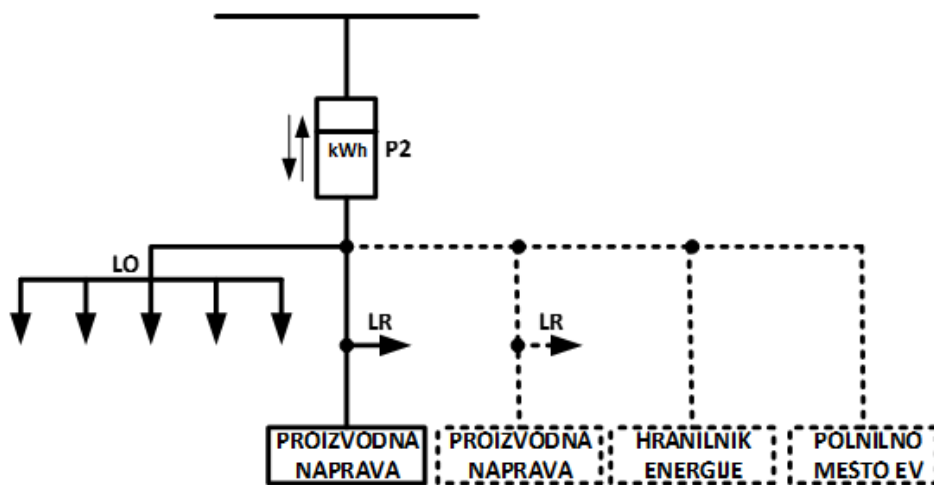 kWh P2
LO
LR LR
PROIZVODNA PROIZVODNA HRANILNIK POLNILNO
NAPRAVA NAPRAVA ENERGIJE MESTO EV